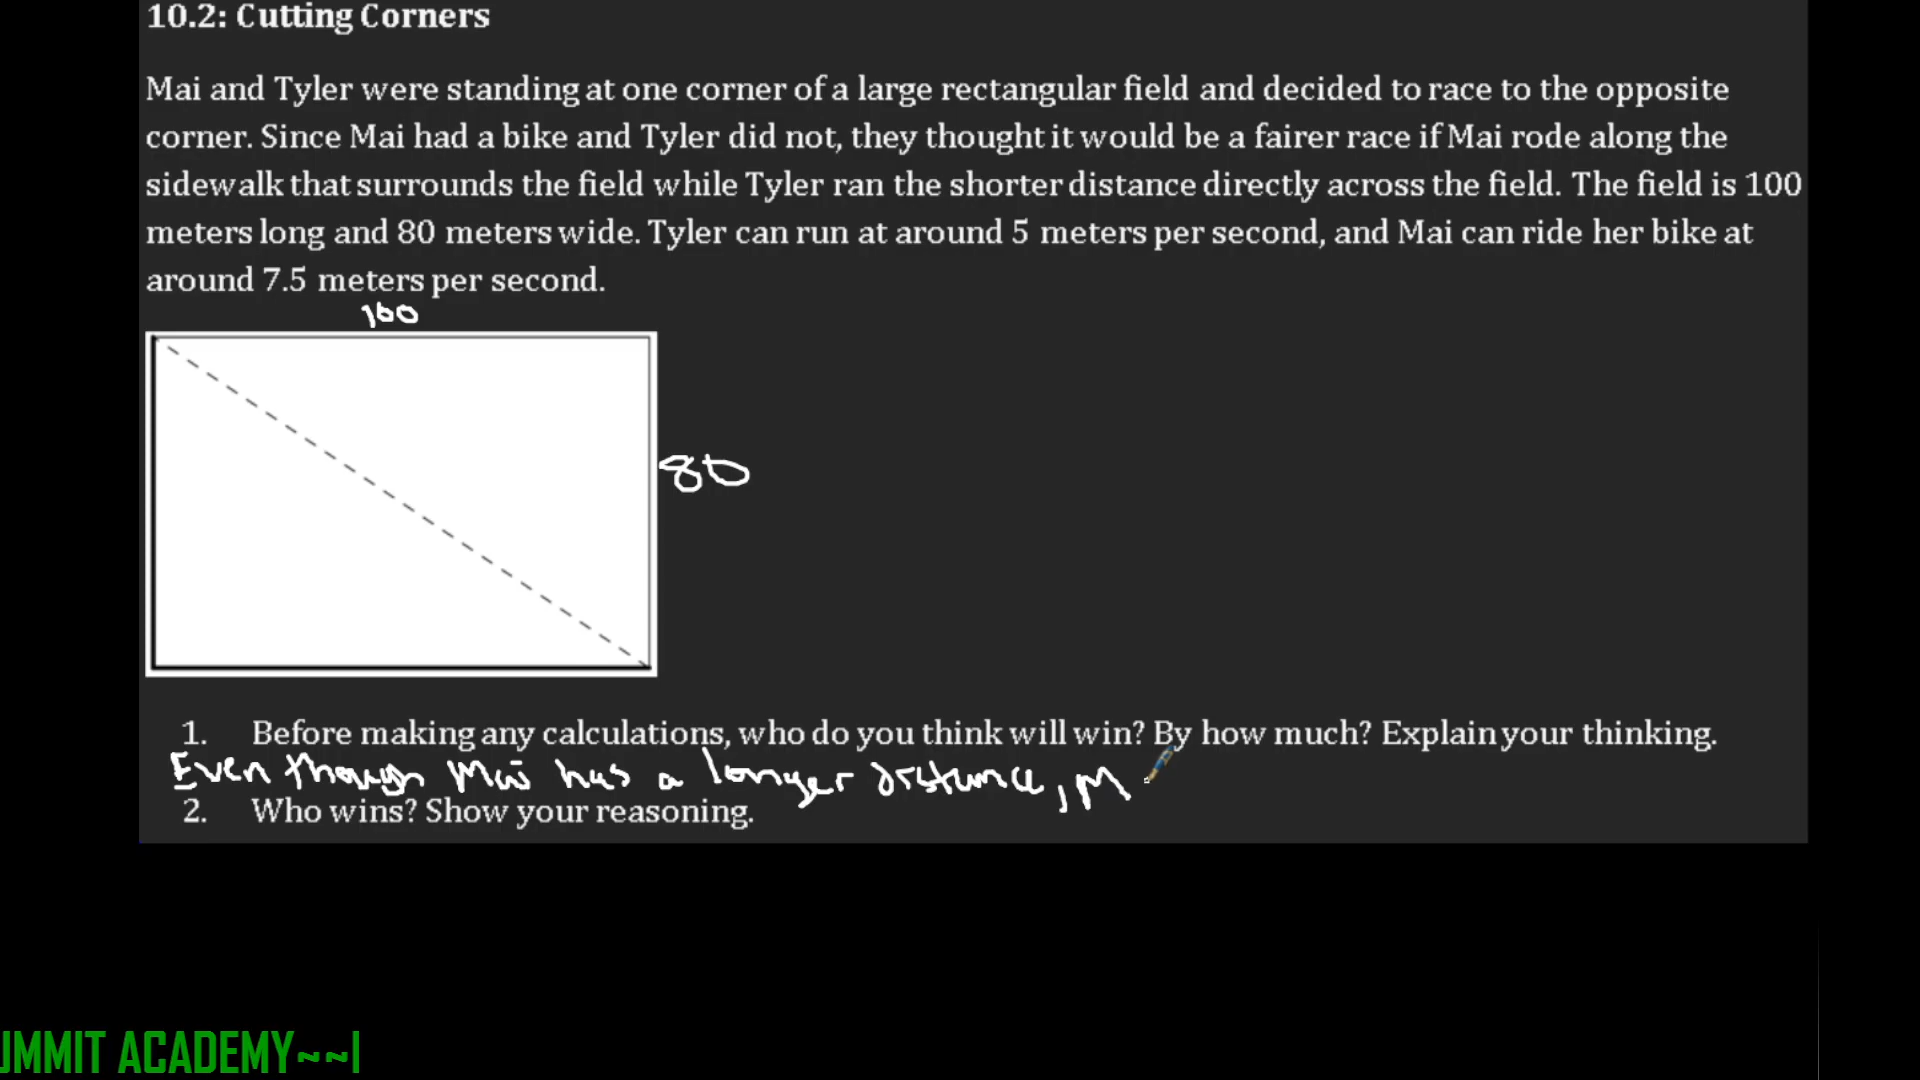 10.2: Cutting Corners
Mai and Tyler were standing at one corner of a large rectangular field and decided to race to the opposite
corner. Since Mai had a bike and Tyler did not, they thought it would be a fairer race if Mai rode along the
sidewalk that surrounds the field while Tyler ran the shorter distance directly across the field. The field is 100
meters long and 80 meters wide. Tyler can run at around 5 meters per second, and Mai can ride her bike at
around 7.5 meters per second.
100
80
1. Before making any calculations, who do you think will win? By how much? Explain your thinking.
Even though Mai has a longer distance, M
2. Who wins? Show your reasoning.
UMMIT ACADEMY~~|